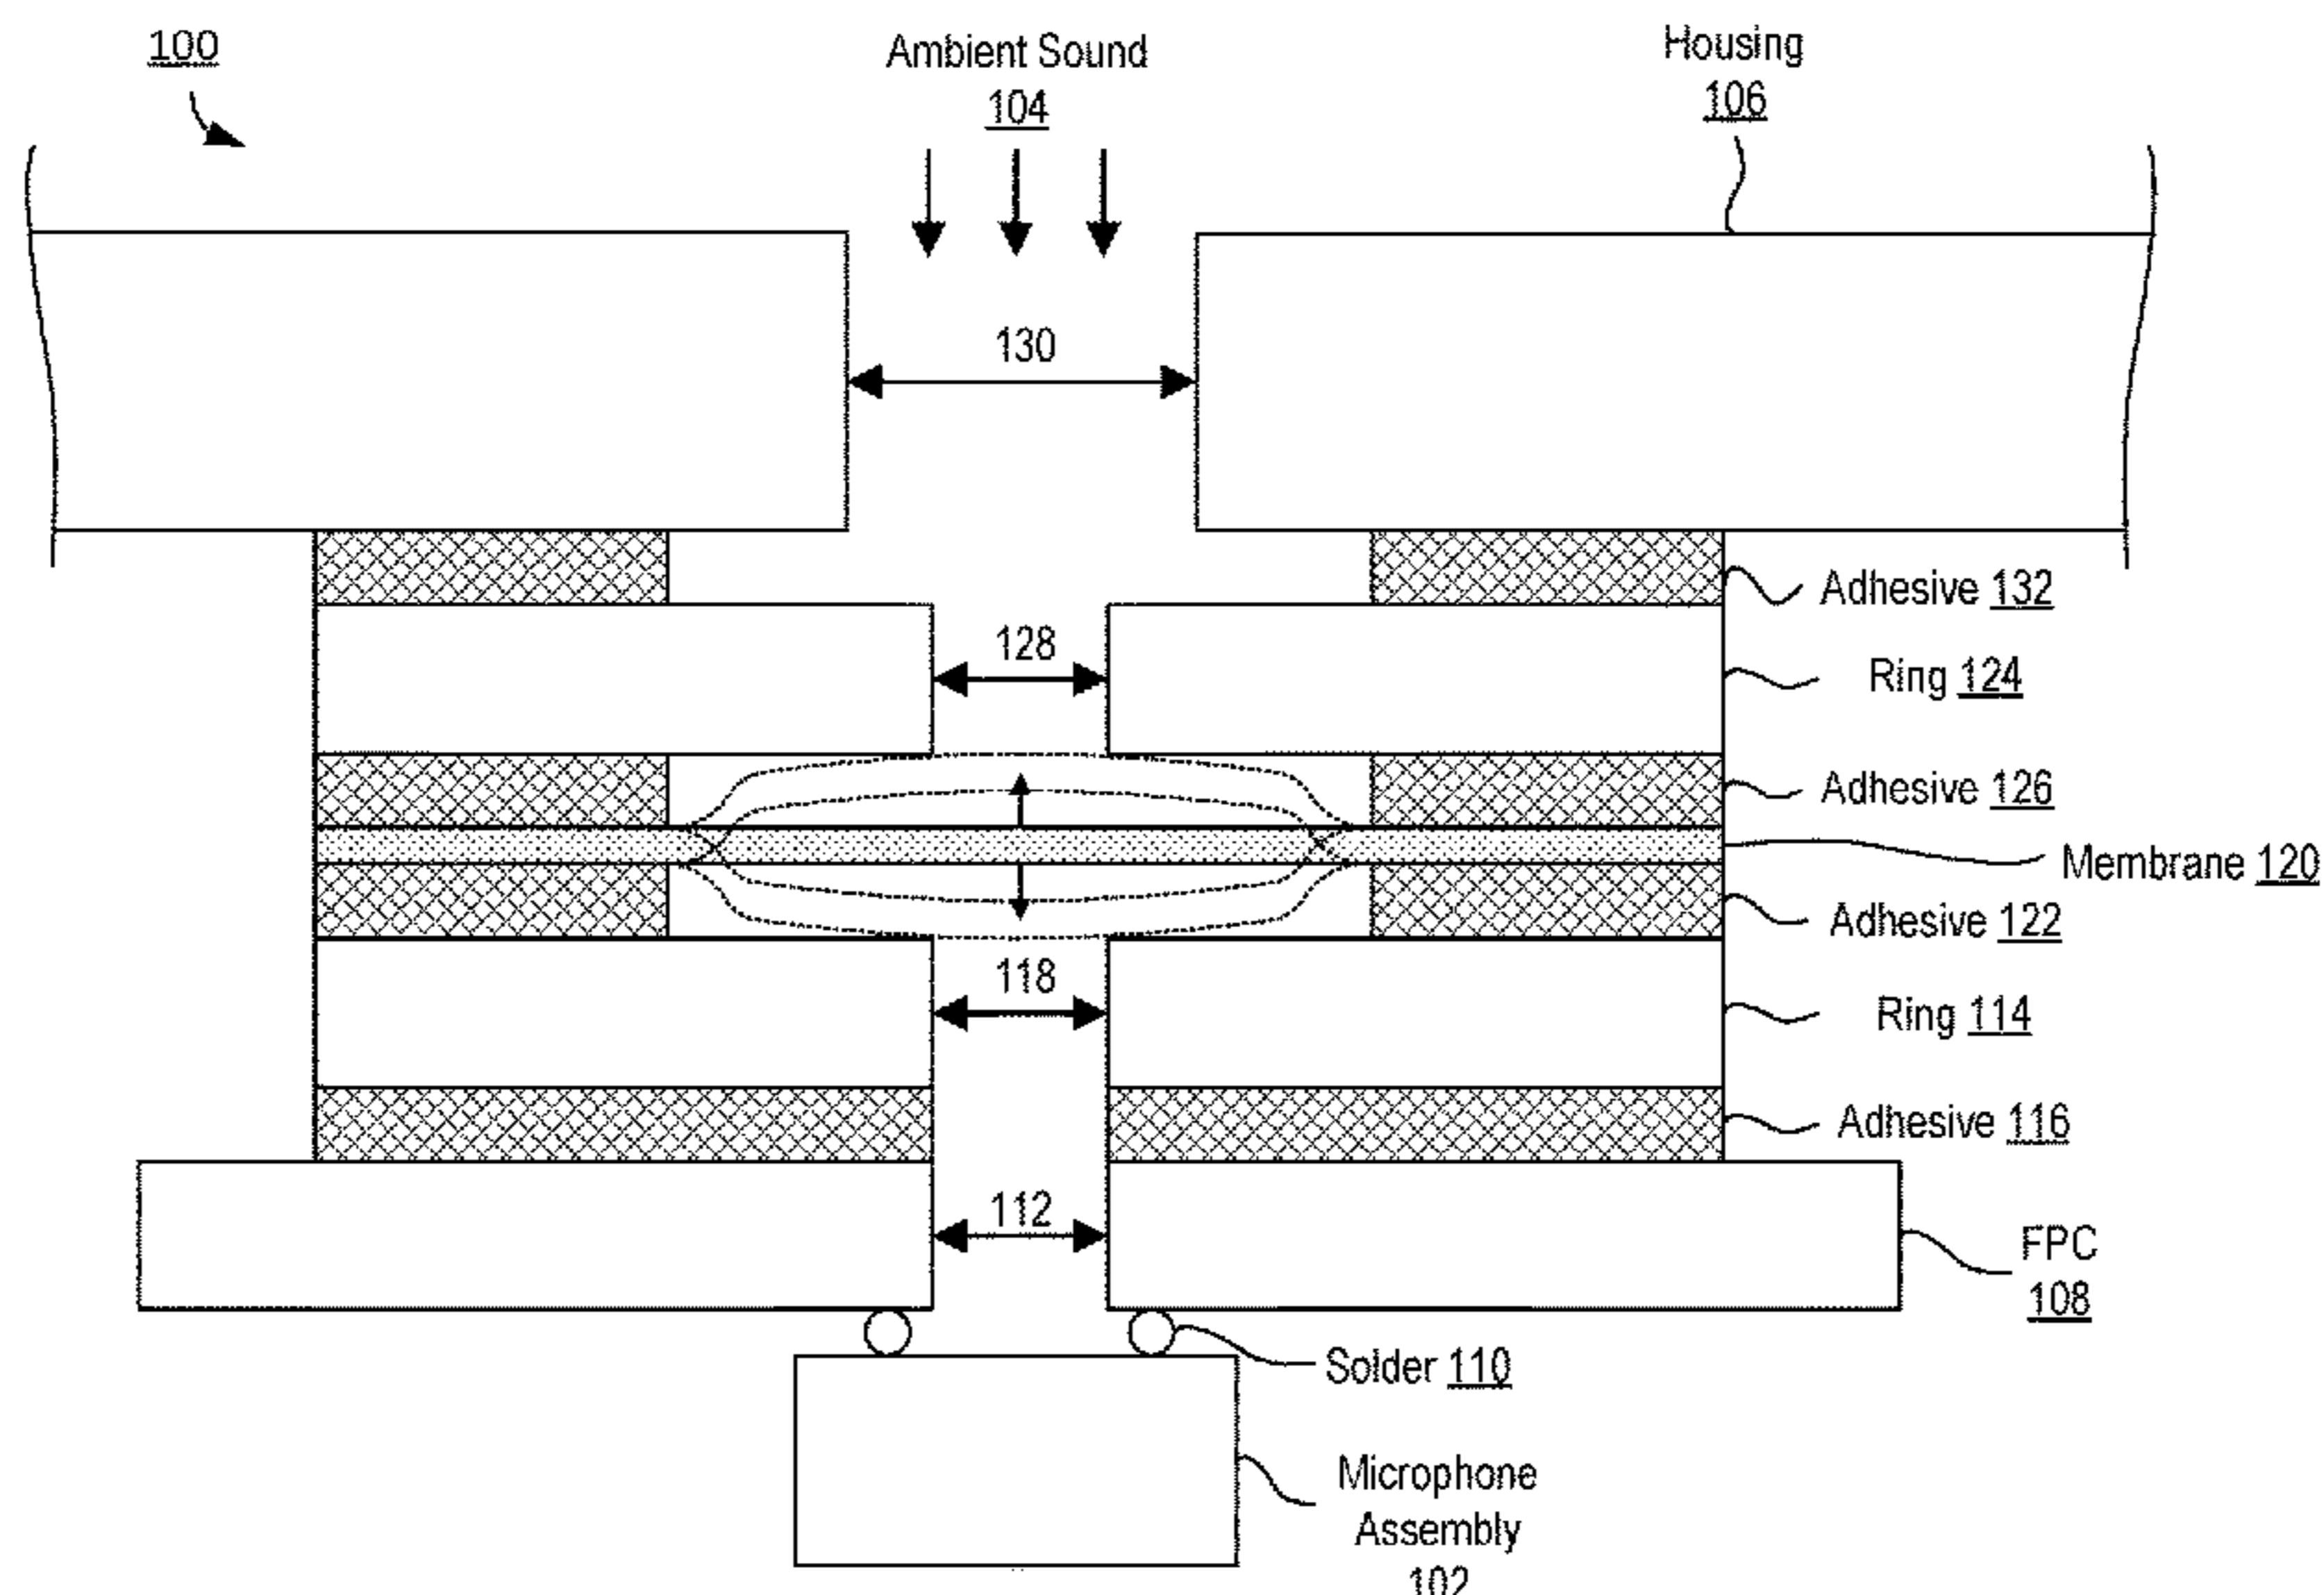 100
Ambient Sound
104
Housing
106
130
Adhesive 132
128
Ring 124
Adhesive 126
Membrane 120
Adhesive 122
118
Ring 114
Adhesive 116
112
FPC
108
Solder 110
Microphone
Assembly
102